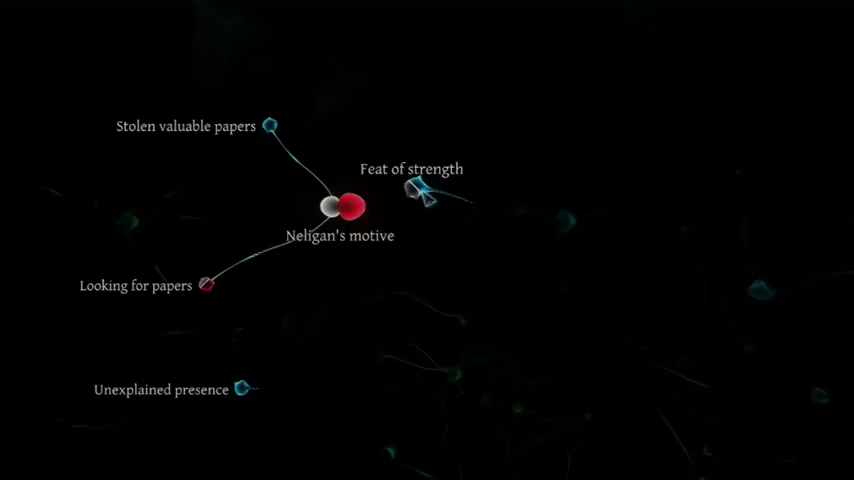 Stolen valuable papers
Feat of strength
Neligan's motive
Looking for papers
Unexplained presence